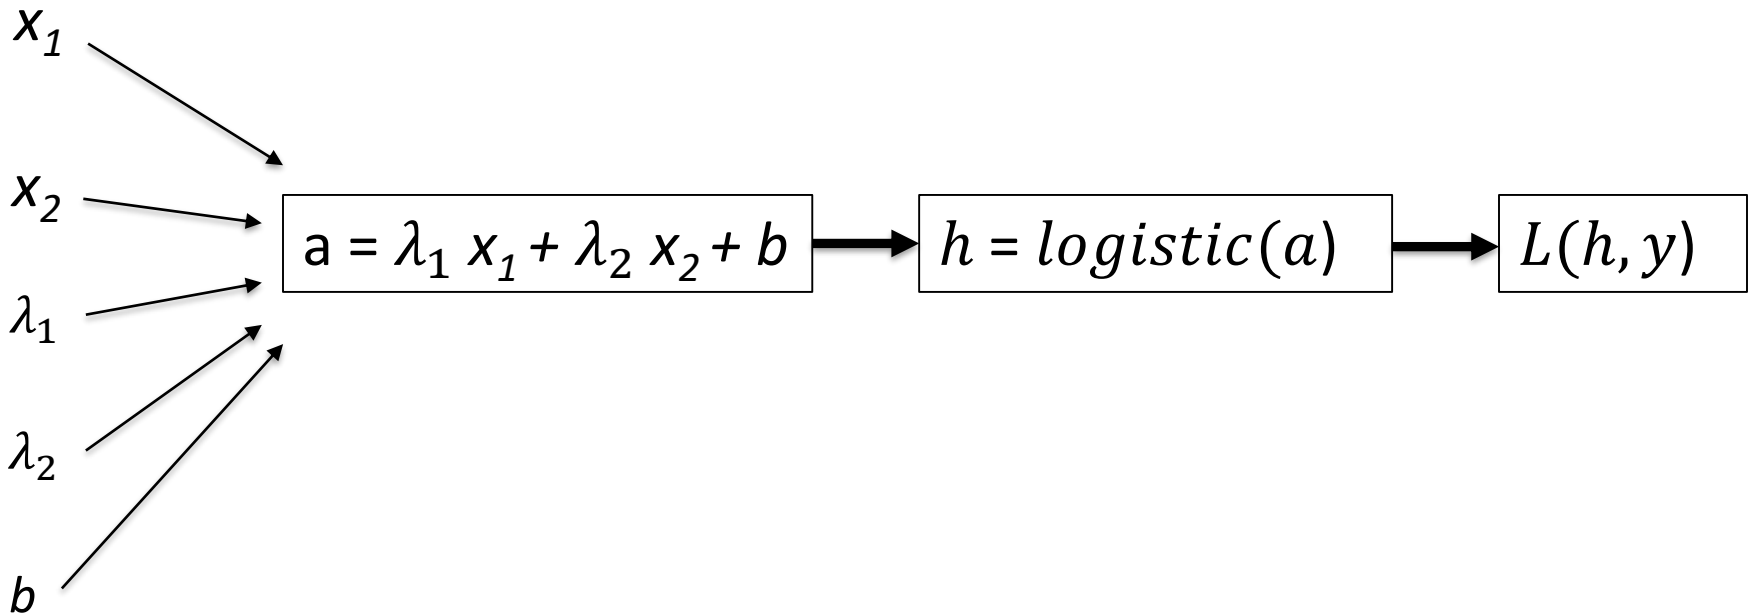 x₁
x₂
a = λ₁ x₁ + λ₂ x₂ + b
h = logistic(a)
L(h, y)
λ₁
λ₂
b